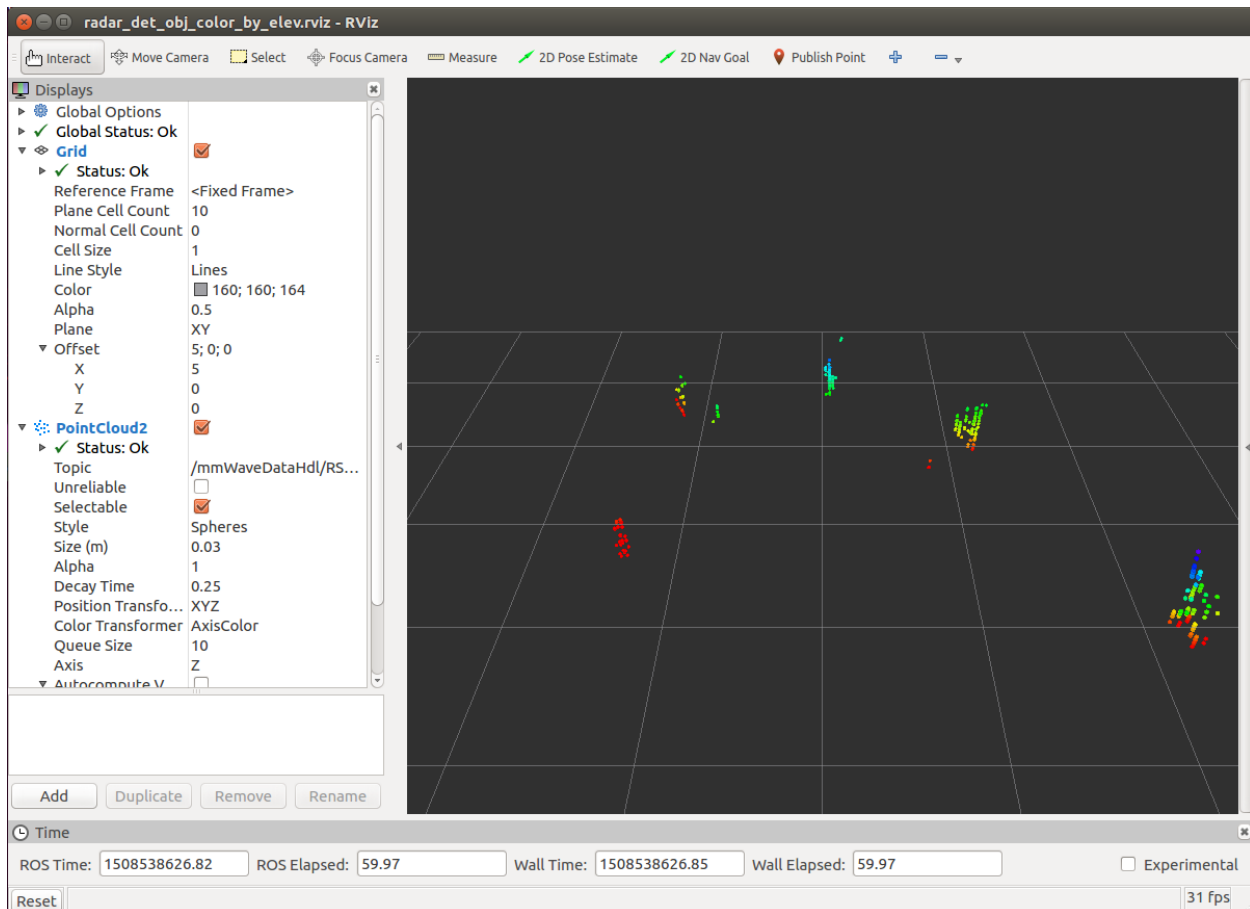 radar_det_obj_color_by_elev.rviz - RViz
Interact Move Camera Select Focus Camera Measure 2D Pose Estimate 2D Nav Goal Publish Point
Displays
Global Options
Global Status: Ok
Grid
Status: Ok
Reference Frame <Fixed Frame>
Plane Cell Count 10
Normal Cell Count 0
Cell Size 1
Line Style Lines
Color 160; 160; 164
Alpha 0.5
Plane XY
Offset 5; 0; 0
X 5
Y 0
Z 0
PointCloud2
Status: Ok
Topic /mmWaveDataHdl/RS...
Unreliable
Selectable
Style Spheres
Size (m) 0.03
Alpha 1
Decay Time 0.25
Position Transfo... XYZ
Color Transformer AxisColor
Queue Size 10
Axis Z
Autocompute V
Add Duplicate Remove Rename
Time
ROS Time: 1508538626.82 ROS Elapsed: 59.97 Wall Time: 1508538626.85 Wall Elapsed: 59.97 Experimental
Reset 31 fps